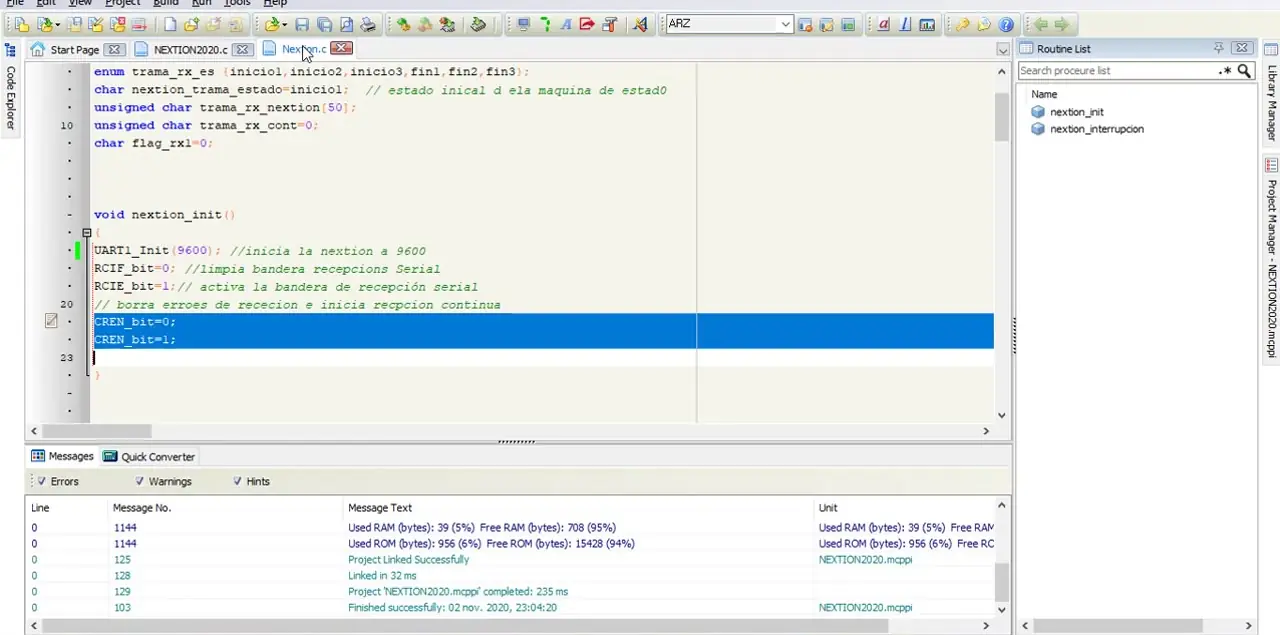 File Edit View Project Build Run Tools Help
ARZ
Start Page NEXTION2020.c Nextion.c
Code Explorer
enum trama_rx_es {inicio1,inicio2,inicio3,fin1,fin2,fin3};
char nextion_trama_estado=inicio1; // estado inical d ela maquina de estad0
unsigned char trama_rx_nextion[50];
10 unsigned char trama_rx_cont=0;
char flag_rx1=0;
void nextion_init()
{
UART1_Init(9600); //inicia la nextion a 9600
RCIF_bit=0; //limpia bandera recepcions Serial
RCIE_bit=1;// activa la bandera de recepción serial
20 // borra erroes de rececion e inicia recpcion continua
CREN_bit=0;
CREN_bit=1;
23
}
Routine List
Search proceure list
Name
nextion_init
nextion_interrupcion
Library Manager
Project Manager - NEXTION2020.mcppi
Messages Quick Converter
Errors Warnings Hints
Line Message No. Message Text Unit
0 1144 Used RAM (bytes): 39 (5%) Free RAM (bytes): 708 (95%) Used RAM (bytes): 39 (5%) Free RAM
0 1144 Used ROM (bytes): 956 (6%) Free ROM (bytes): 15428 (94%) Used ROM (bytes): 956 (6%) Free RO
0 125 Project Linked Successfully NEXTION2020.mcppi
0 128 Linked in 32 ms
0 129 Project 'NEXTION2020.mcppi' completed: 235 ms
0 103 Finished successfully: 02 nov. 2020, 23:04:20 NEXTION2020.mcppi